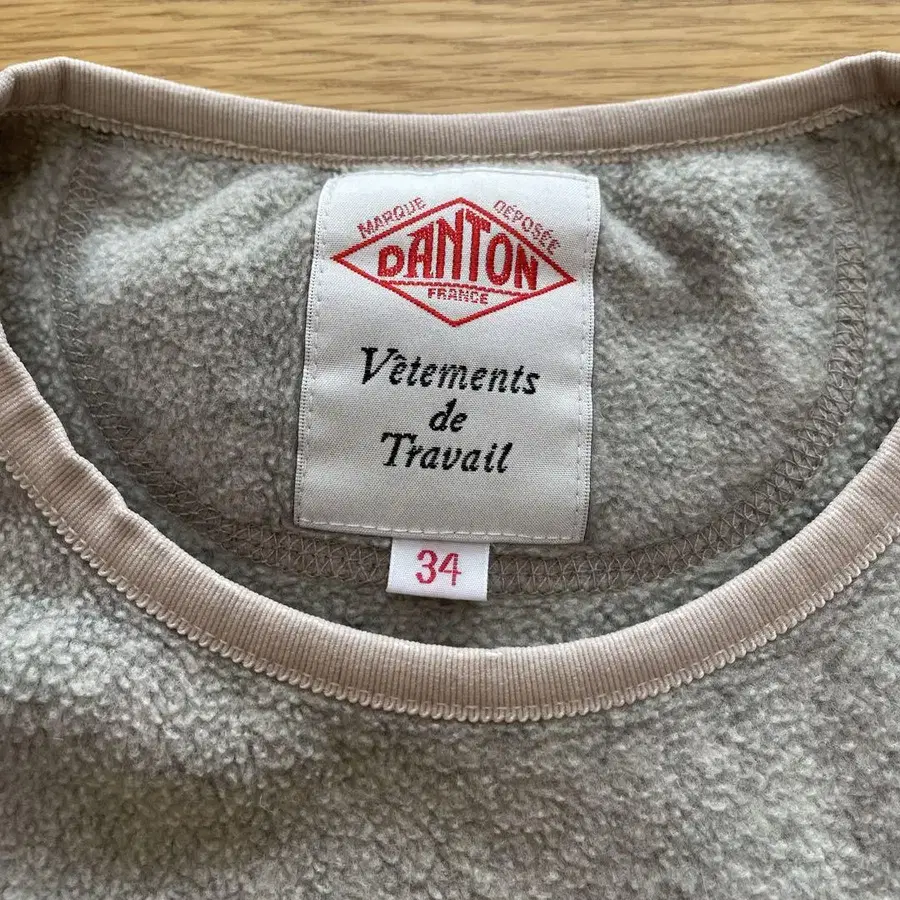 MARQUE DÉPOSÉE
DANTON
FRANCE
Vêtements
de
Travail
34